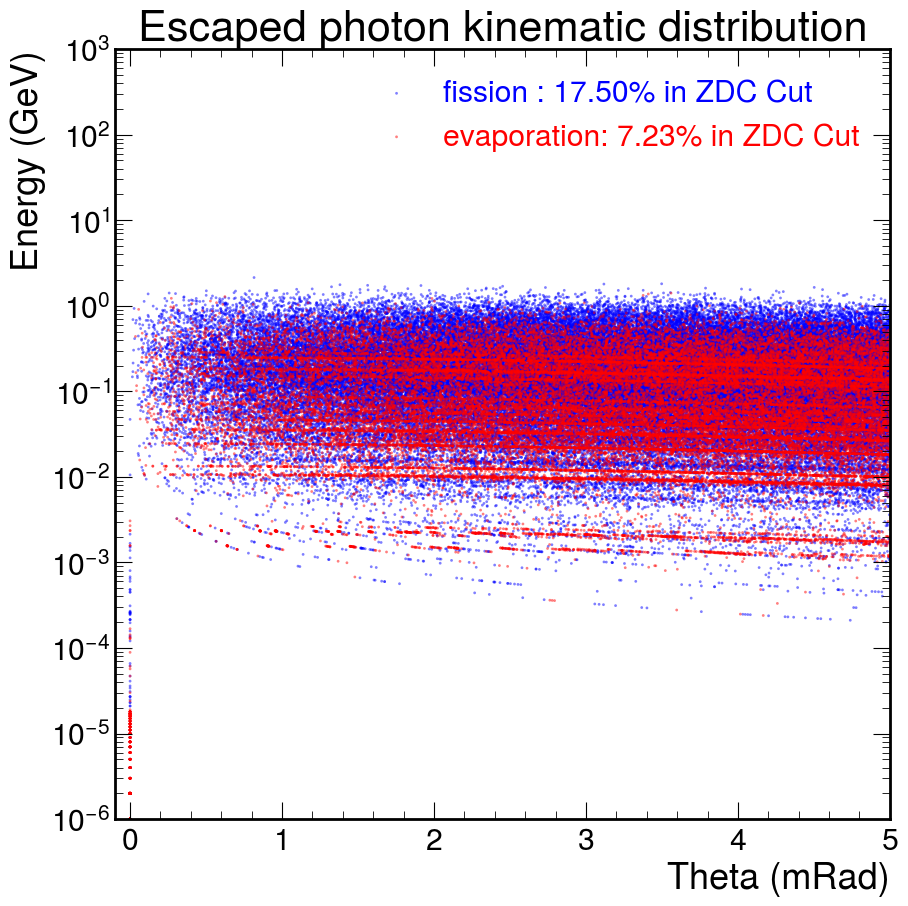 Escaped photon kinematic distribution
Energy (GeV)
10³
10²
10¹
10⁰
10⁻¹
10⁻²
10⁻³
10⁻⁴
10⁻⁵
10⁻⁶
fission : 17.50% in ZDC Cut
evaporation: 7.23% in ZDC Cut
0 1 2 3 4 5
Theta (mRad)